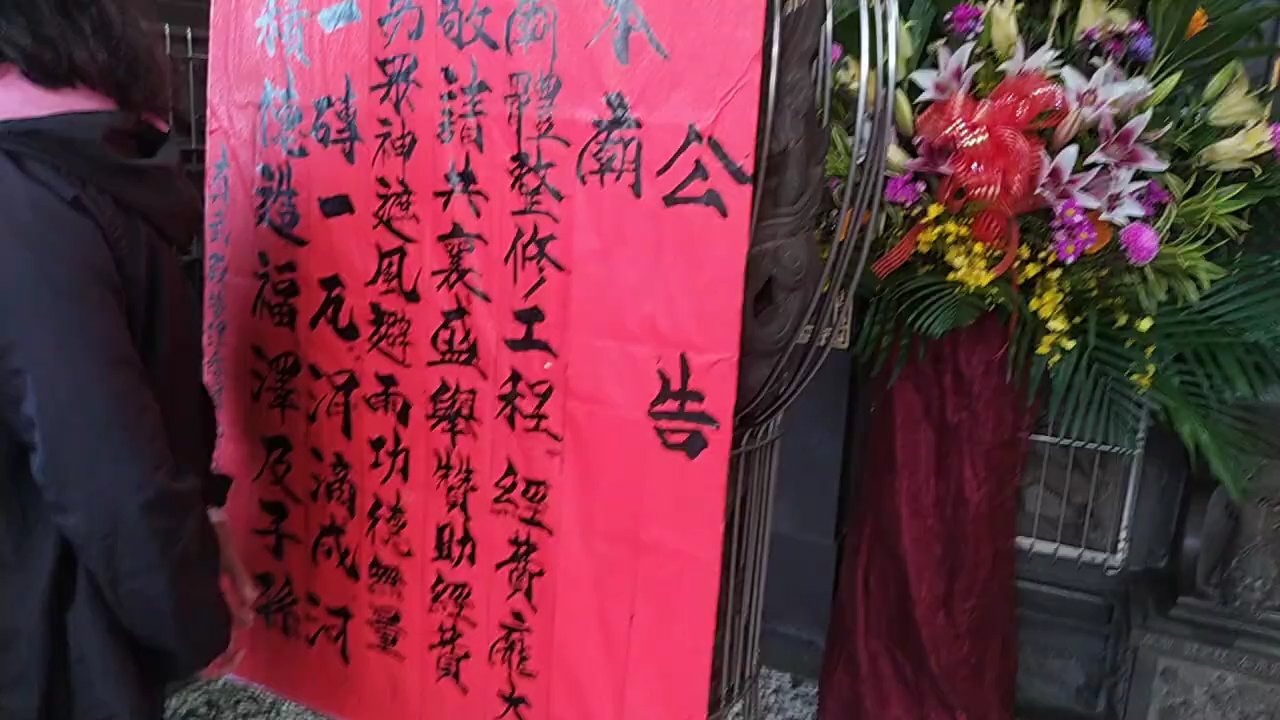 公告
本廟
廟體整修工程經費龐大
敬請共襄盛舉贊助經費
為眾神遮風避雨功德無量
一磚一瓦涓滴成河
積德造福澤及子孫